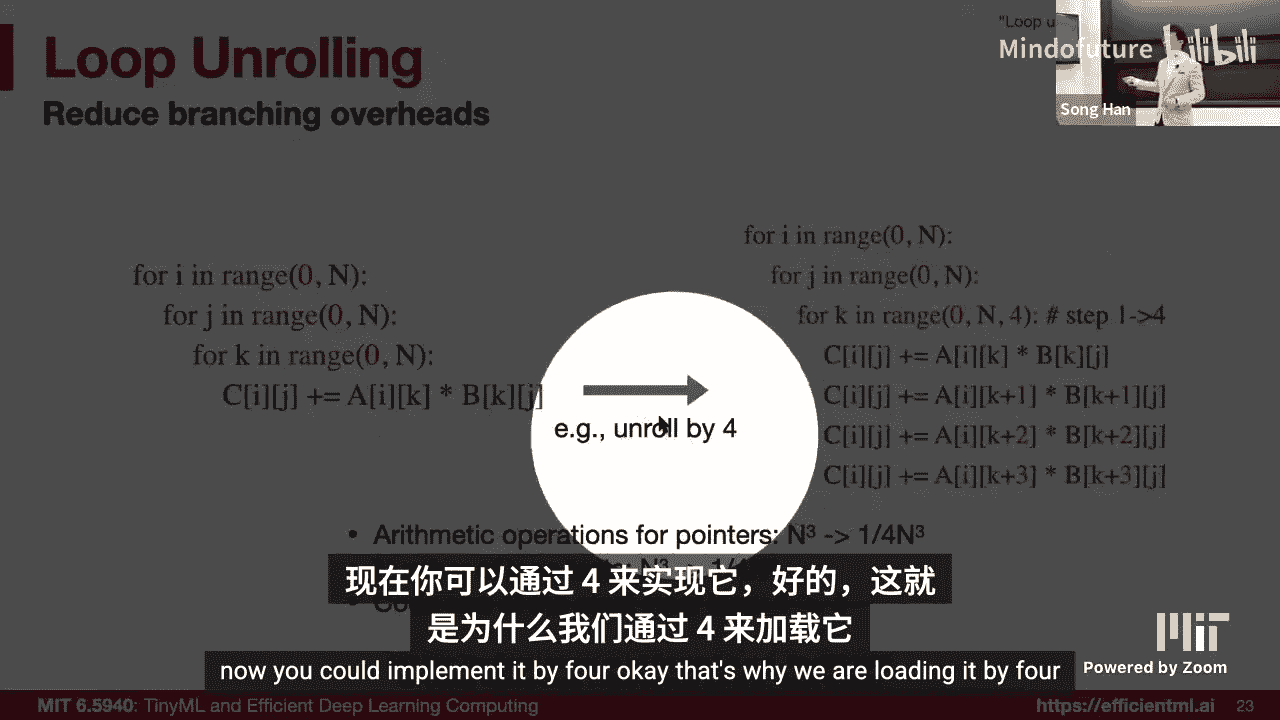 Loop Unrolling
Reduce branching overheads
"Loop u
Mindofuture bilibili
Song Han
for i in range(0, N):
for j in range(0, N):
for k in range(0, N):
C[i][j] += A[i][k] * B[k][j]
e.g., unroll by 4
for i in range(0, N):
for j in range(0, N):
for k in range(0, N, 4): # step 1->4
C[i][j] += A[i][k] * B[k][j]
C[i][j] += A[i][k+1] * B[k+1][j]
C[i][j] += A[i][k+2] * B[k+2][j]
C[i][j] += A[i][k+3] * B[k+3][j]
• Arithmetic operations for pointers: N³ -> 1/4N³
现在你可以通过 4 来实现它，好的，这就
是为什么我们通过 4 来加载它
now you could implement it by four okay that's why we are loading it by four
MIT
Powered by Zoom
MIT 6.5940: TinyML and Efficient Deep Learning Computing
https://efficientml.ai
23